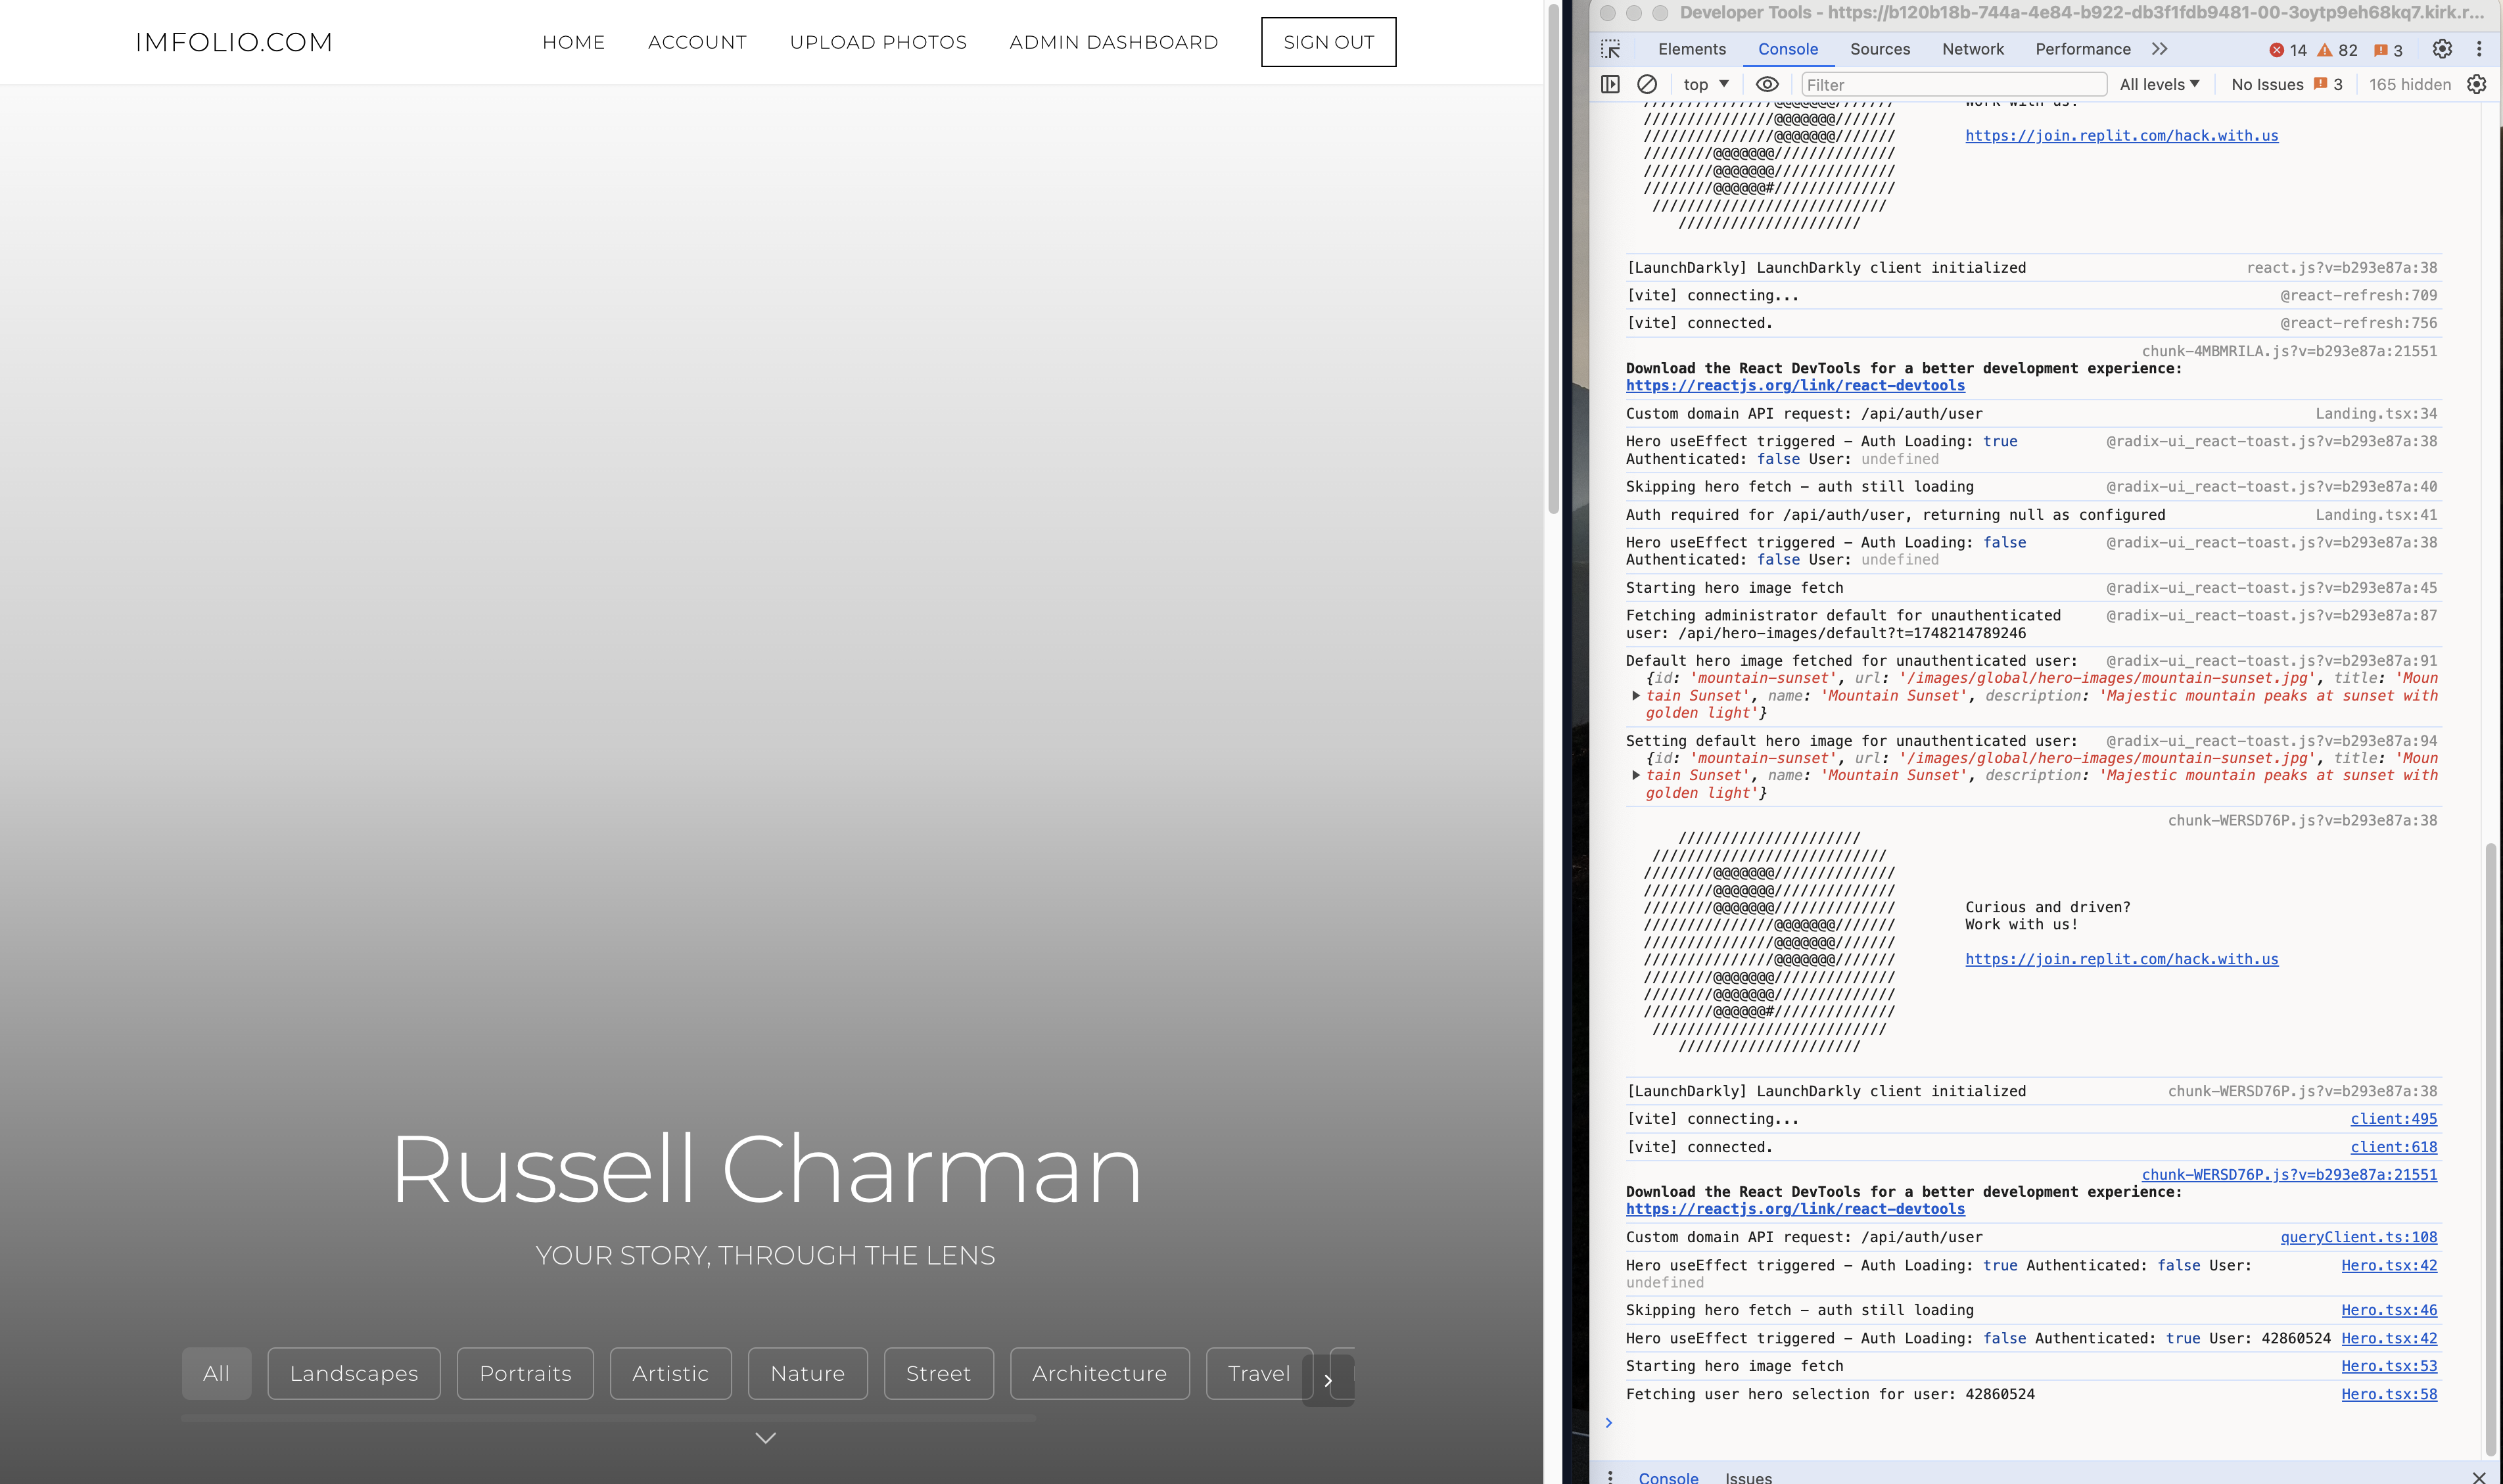 IMFOLIO.COM
HOME
ACCOUNT
UPLOAD PHOTOS
ADMIN DASHBOARD
SIGN OUT
Russell Charman
YOUR STORY, THROUGH THE LENS
All
Landscapes
Portraits
Artistic
Nature
Street
Architecture
Travel
Developer Tools - https://b120b18b-744a-4e84-b922-db3f1fdb9481-00-3oytp9eh68kq7.kirk.r...
Elements Console Sources Network Performance 14 82 3
top Filter All levels No Issues 3 165 hidden
Work with us!
///////////////@@@@@@@///////
///////////////@@@@@@@///////
///////////////@@@@@@@/////// https://join.replit.com/hack.with.us
////////@@@@@@@//////////////
////////@@@@@@@//////////////
////////@@@@@@#//////////////
///////////////////////////
/////////////////////
[LaunchDarkly] LaunchDarkly client initialized react.js?v=b293e87a:38
[vite] connecting... @react-refresh:709
[vite] connected. @react-refresh:756
chunk-4MBMRILA.js?v=b293e87a:21551
Download the React DevTools for a better development experience:
https://reactjs.org/link/react-devtools
Custom domain API request: /api/auth/user Landing.tsx:34
Hero useEffect triggered - Auth Loading: true @radix-ui_react-toast.js?v=b293e87a:38
Authenticated: false User: undefined
Skipping hero fetch - auth still loading @radix-ui_react-toast.js?v=b293e87a:40
Auth required for /api/auth/user, returning null as configured Landing.tsx:41
Hero useEffect triggered - Auth Loading: false @radix-ui_react-toast.js?v=b293e87a:38
Authenticated: false User: undefined
Starting hero image fetch @radix-ui_react-toast.js?v=b293e87a:45
Fetching administrator default for unauthenticated @radix-ui_react-toast.js?v=b293e87a:87
user: /api/hero-images/default?t=1748214789246
Default hero image fetched for unauthenticated user: @radix-ui_react-toast.js?v=b293e87a:91
{id: 'mountain-sunset', url: '/images/global/hero-images/mountain-sunset.jpg', title: 'Moun
tain Sunset', name: 'Mountain Sunset', description: 'Majestic mountain peaks at sunset with
golden light'}
Setting default hero image for unauthenticated user: @radix-ui_react-toast.js?v=b293e87a:94
{id: 'mountain-sunset', url: '/images/global/hero-images/mountain-sunset.jpg', title: 'Moun
tain Sunset', name: 'Mountain Sunset', description: 'Majestic mountain peaks at sunset with
golden light'}
chunk-WERSD76P.js?v=b293e87a:38
/////////////////////
///////////////////////////
////////@@@@@@@//////////////
////////@@@@@@@//////////////
////////@@@@@@@////////////// Curious and driven?
///////////////@@@@@@@/////// Work with us!
///////////////@@@@@@@///////
///////////////@@@@@@@/////// https://join.replit.com/hack.with.us
////////@@@@@@@//////////////
////////@@@@@@@//////////////
////////@@@@@@#//////////////
///////////////////////////
/////////////////////
[LaunchDarkly] LaunchDarkly client initialized chunk-WERSD76P.js?v=b293e87a:38
[vite] connecting... client:495
[vite] connected. client:618
chunk-WERSD76P.js?v=b293e87a:21551
Download the React DevTools for a better development experience:
https://reactjs.org/link/react-devtools
Custom domain API request: /api/auth/user queryClient.ts:108
Hero useEffect triggered - Auth Loading: true Authenticated: false User: Hero.tsx:42
undefined
Skipping hero fetch - auth still loading Hero.tsx:46
Hero useEffect triggered - Auth Loading: false Authenticated: true User: 42860524 Hero.tsx:42
Starting hero image fetch Hero.tsx:53
Fetching user hero selection for user: 42860524 Hero.tsx:58
Console Issues